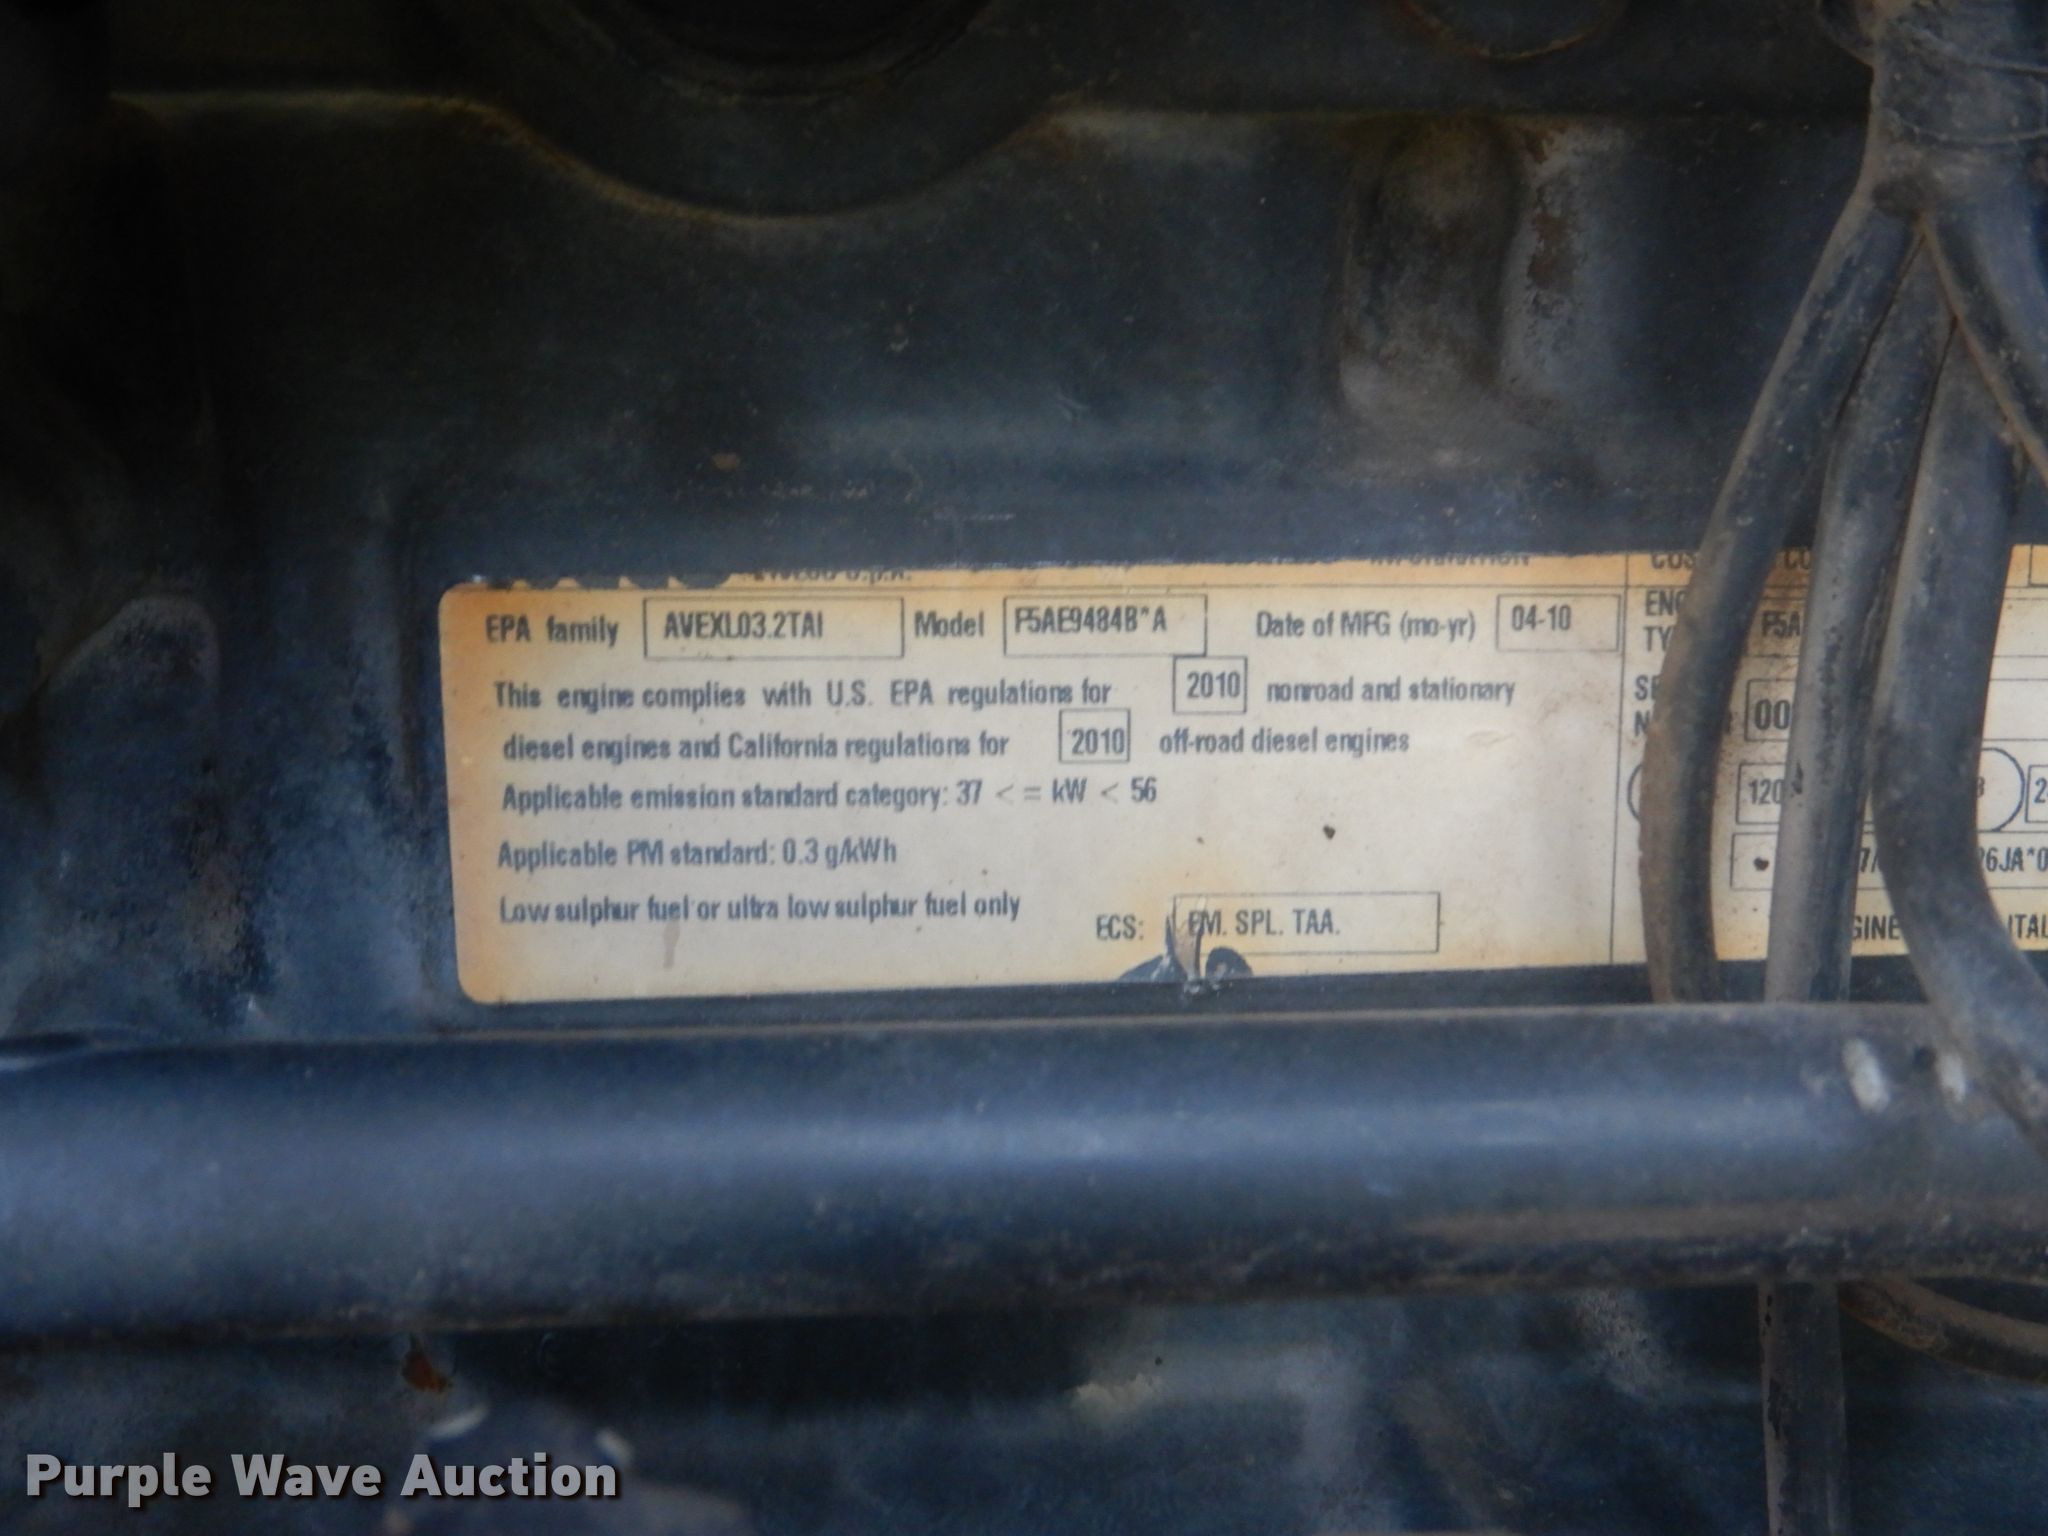 EPA family AVEXL03.2TAI Model F5AE9484B*A Date of MFG (mo-yr) 04-10
This engine complies with U.S. EPA regulations for 2010 nonroad and stationary
diesel engines and California regulations for 2010 off-road diesel engines
Applicable emission standard category: 37 < = kW < 56
Applicable PM standard: 0.3 g/kWh
Low sulphur fuel or ultra low sulphur fuel only
ECS: EM. SPL. TAA.
Purple Wave Auction